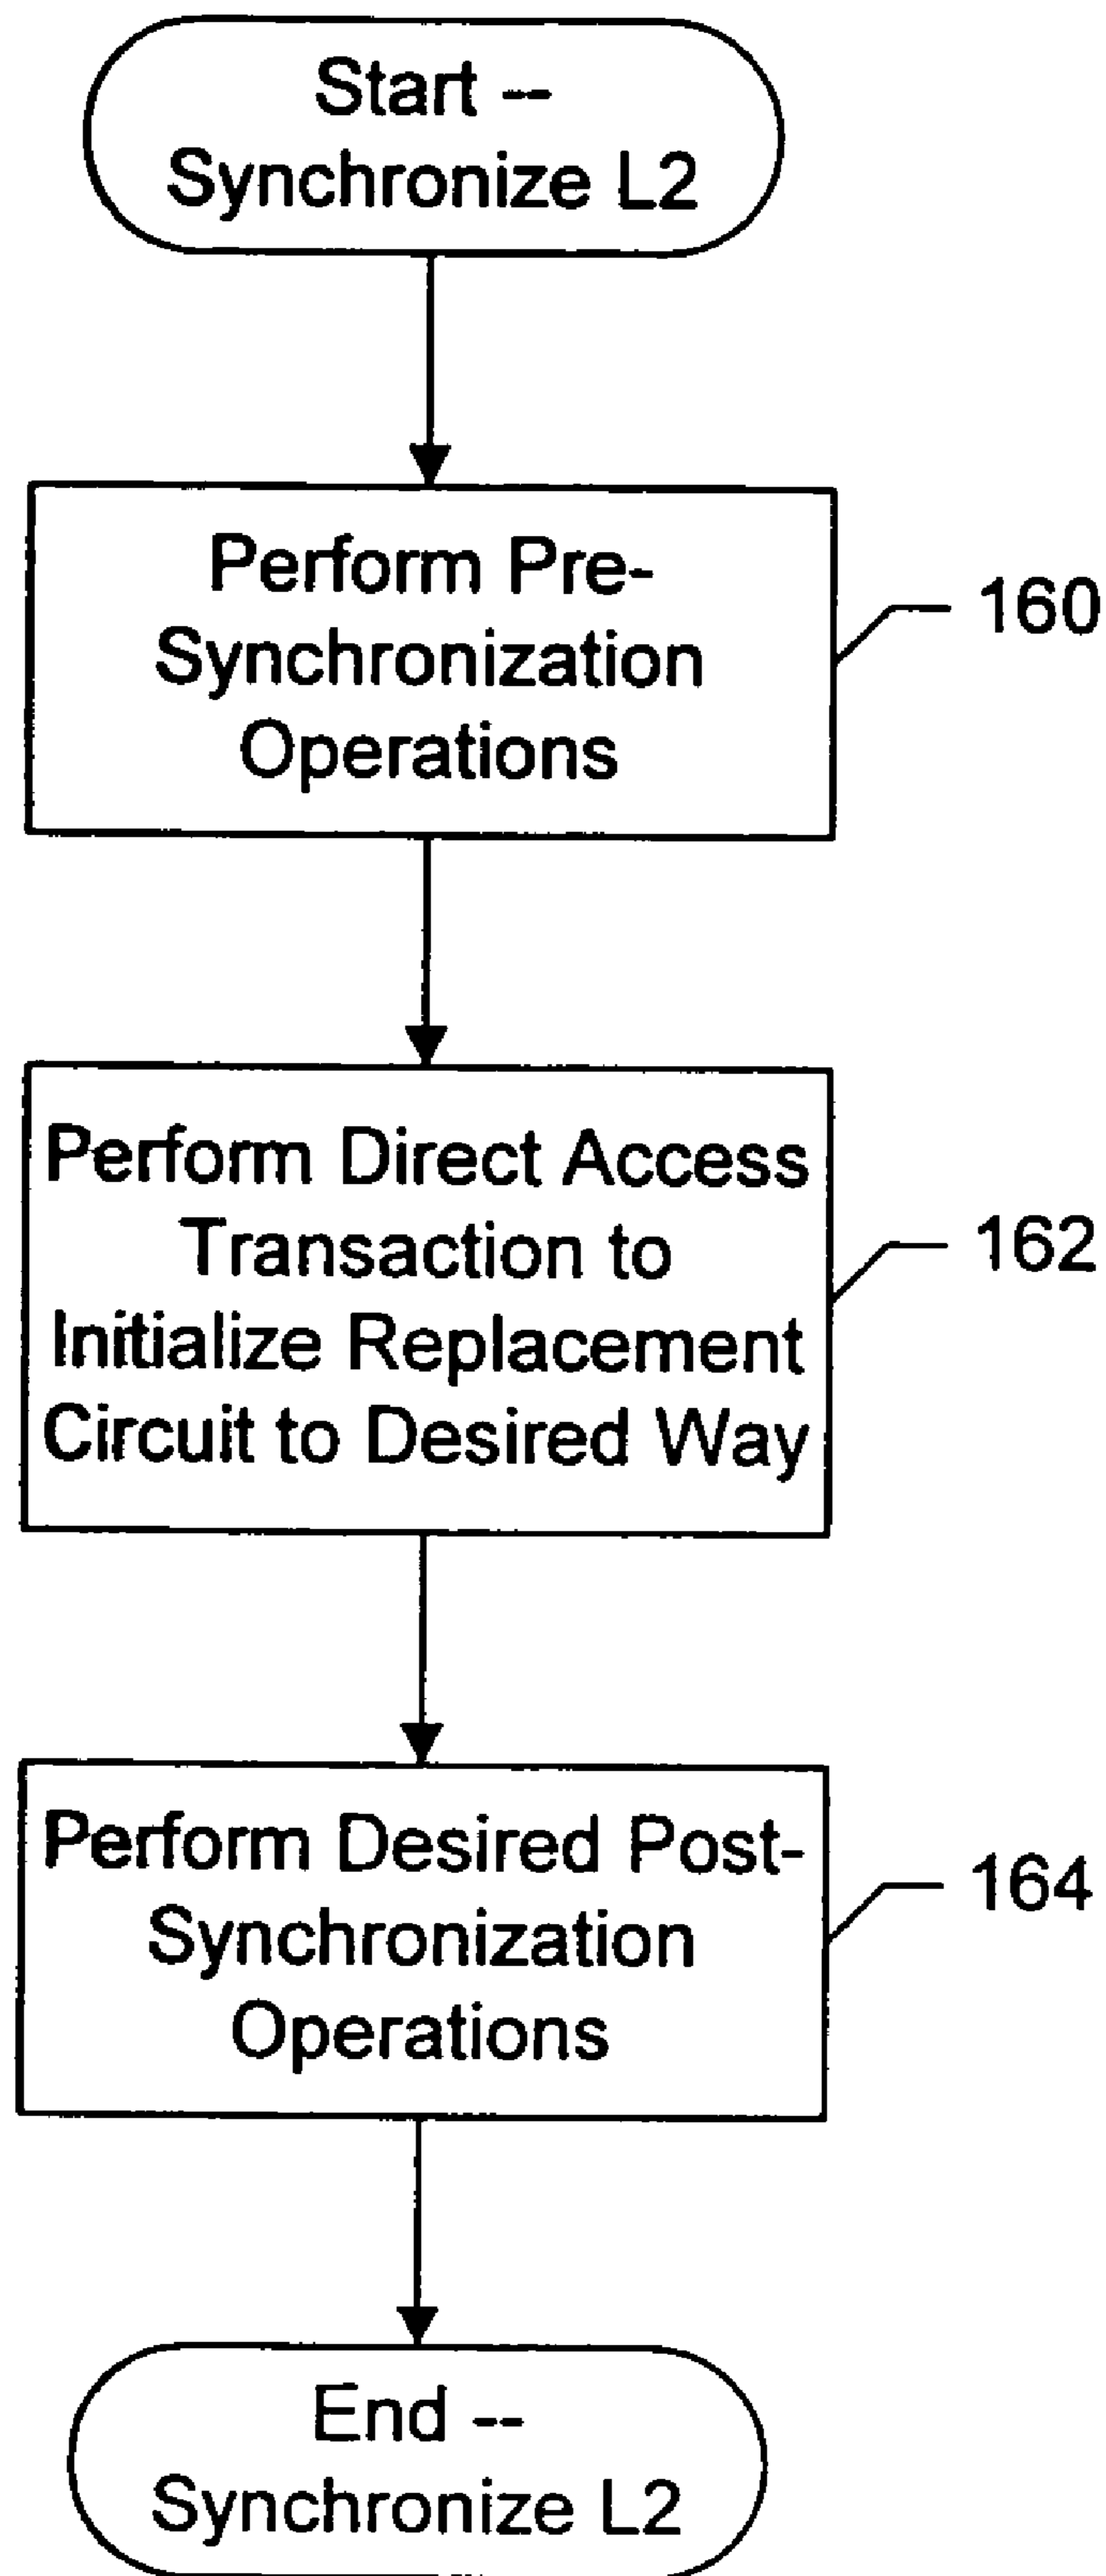 Start --
Synchronize L2
Perform Pre-
Synchronization
Operations
160
Perform Direct Access
Transaction to
Initialize Replacement
Circuit to Desired Way
162
Perform Desired Post-
Synchronization
Operations
164
End --
Synchronize L2